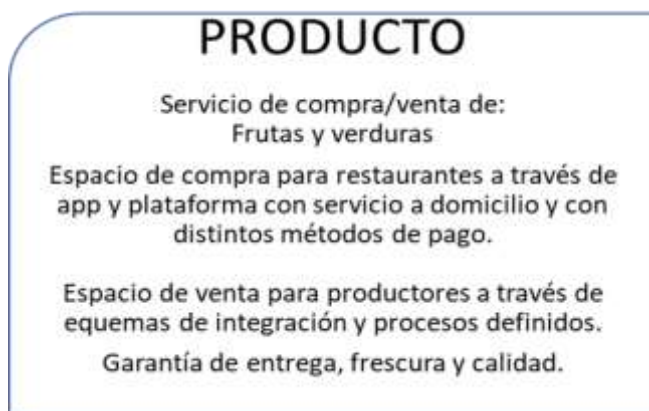 PRODUCTO
Servicio de compra/venta de:
Frutas y verduras
Espacio de compra para restaurantes a través de
app y plataforma con servicio a domicilio y con
distintos métodos de pago.
Espacio de venta para productores a través de
equemas de integración y procesos definidos.
Garantía de entrega, frescura y calidad.